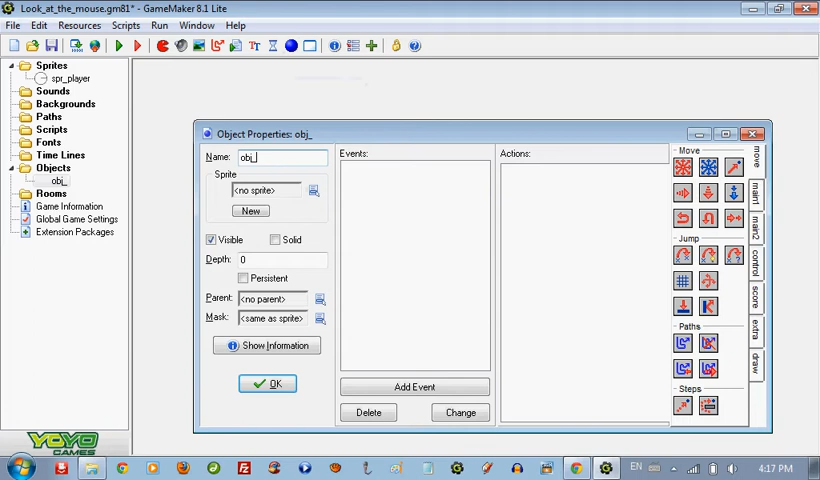 Look_at_the_mouse.gm81* - GameMaker 8.1 Lite
File Edit Resources Scripts Run Window Help
Sprites
spr_player
Sounds
Backgrounds
Paths
Scripts
Fonts
Time Lines
Objects
obj_
Rooms
Game Information
Global Game Settings
Extension Packages
YOYO
GAMES
Object Properties: obj_
Name: obj_
Sprite
<no sprite>
New
Visible Solid
Depth: 0
Persistent
Parent: <no parent>
Mask: <same as sprite>
Show Information
OK
Events:
Add Event
Delete Change
Actions:
Move
Jump
Paths
Steps
move
main1
main2
control
score
extra
draw
EN 4:17 PM